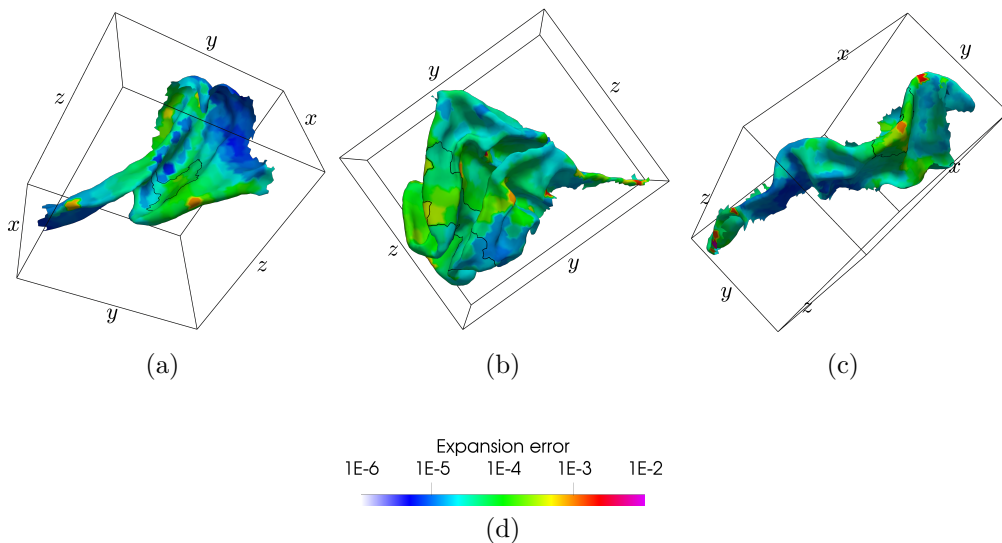 y
z
x
x
z
y
(a)
y
z
z
y
(b)
x
y
z
x
y
z
(c)
Expansion error
1E-6 1E-5 1E-4 1E-3 1E-2
(d)